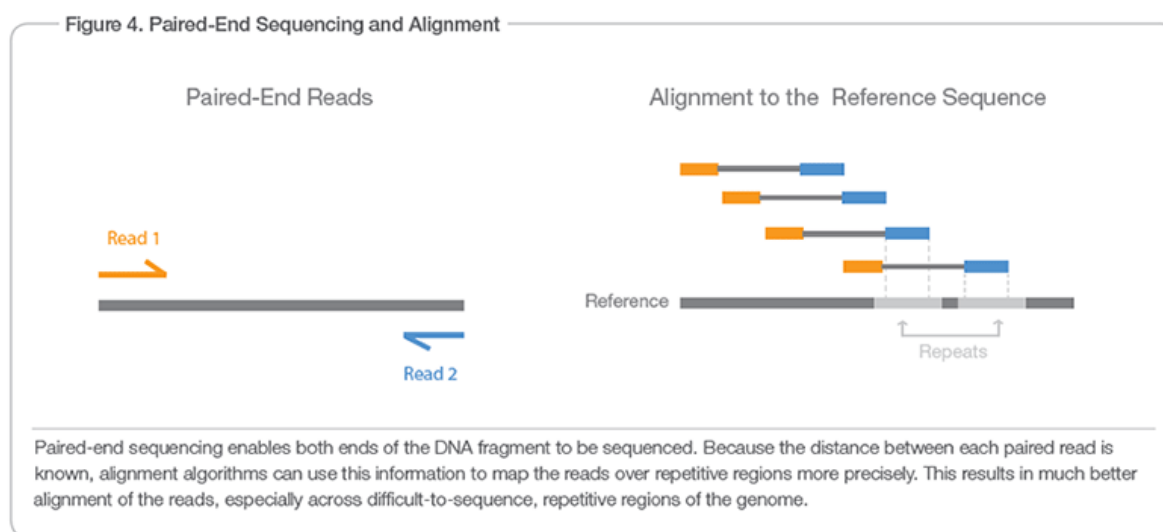 Figure 4. Paired-End Sequencing and Alignment
Paired-End Reads
Alignment to the Reference Sequence
Read 1
Read 2
Reference
Repeats
Paired-end sequencing enables both ends of the DNA fragment to be sequenced. Because the distance between each paired read is
known, alignment algorithms can use this information to map the reads over repetitive regions more precisely. This results in much better
alignment of the reads, especially across difficult-to-sequence, repetitive regions of the genome.